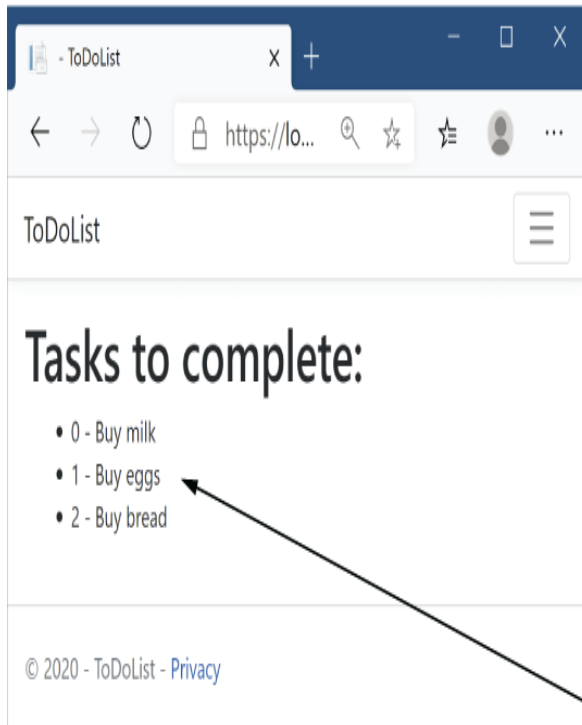 - ToDoList
https://lo...
ToDoList
Tasks to complete:
• 0 - Buy milk
• 1 - Buy eggs
• 2 - Buy bread
© 2020 - ToDoList - Privacy